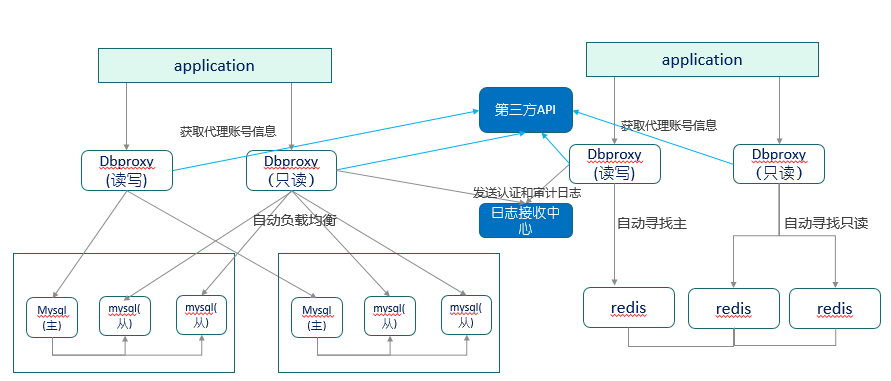 application
application
第三方API
获取代理账号信息
获取代理账号信息
Dbproxy
(读写)
Dbproxy
（只读）
Dbproxy
(读写)
Dbproxy
（只读）
发送认证和审计日志
日志接收中
心
自动负载均衡
自动寻找主
自动寻找只读
Mysql
(主)
mysql(
从)
mysql(
从)
Mysql
(主)
mysql(
从)
mysql(
从)
redis
redis
redis